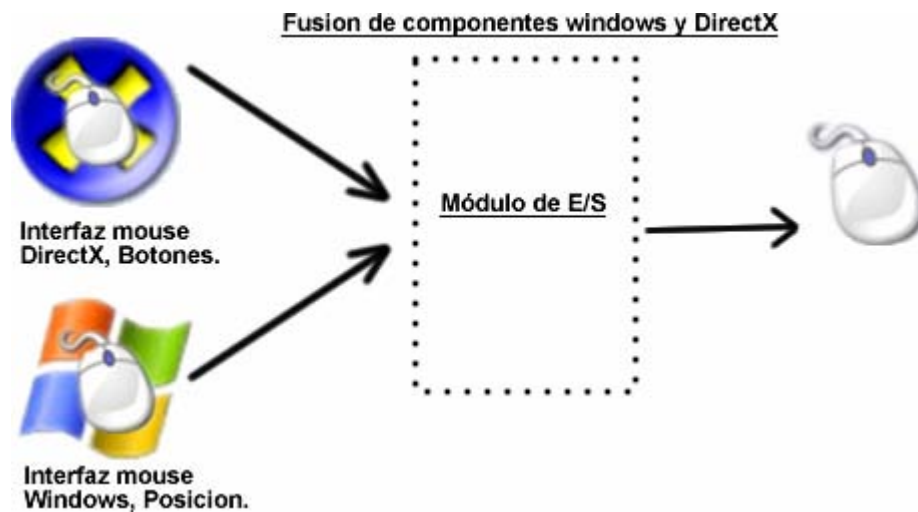 Fusion de componentes windows y DirectX
Interfaz mouse
DirectX, Botones.
Módulo de E/S
Interfaz mouse
Windows, Posicion.